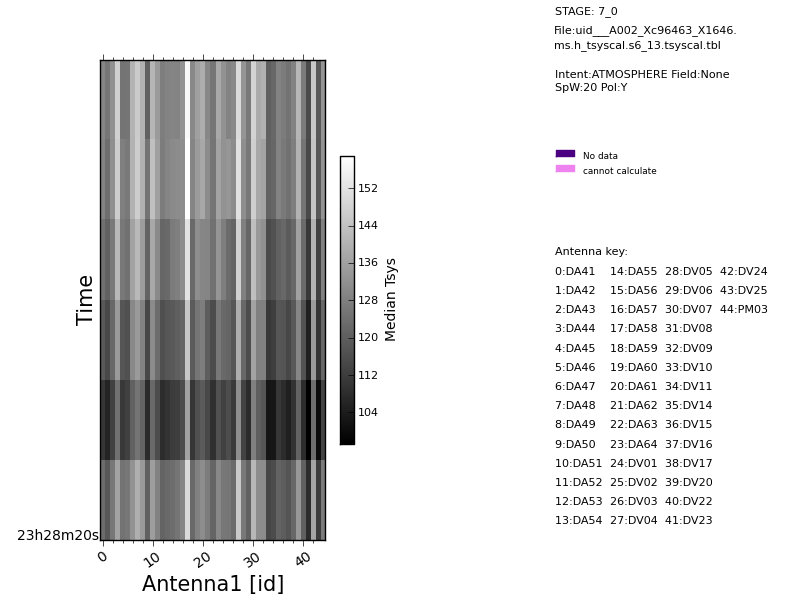 STAGE: 7_0
File:uid___A002_Xc96463_X1646.
ms.h_tsyscal.s6_13.tsyscal.tbl
Intent:ATMOSPHERE Field:None
SpW:20 Pol:Y
No data
cannot calculate
152
144
136
128
120
112
104
Median Tsys
Time
23h28m20s
0 10 20 30 40
Antenna1 [id]
Antenna key:
0:DA41 14:DA55 28:DV05 42:DV24
1:DA42 15:DA56 29:DV06 43:DV25
2:DA43 16:DA57 30:DV07 44:PM03
3:DA44 17:DA58 31:DV08
4:DA45 18:DA59 32:DV09
5:DA46 19:DA60 33:DV10
6:DA47 20:DA61 34:DV11
7:DA48 21:DA62 35:DV14
8:DA49 22:DA63 36:DV15
9:DA50 23:DA64 37:DV16
10:DA51 24:DV01 38:DV17
11:DA52 25:DV02 39:DV20
12:DA53 26:DV03 40:DV22
13:DA54 27:DV04 41:DV23